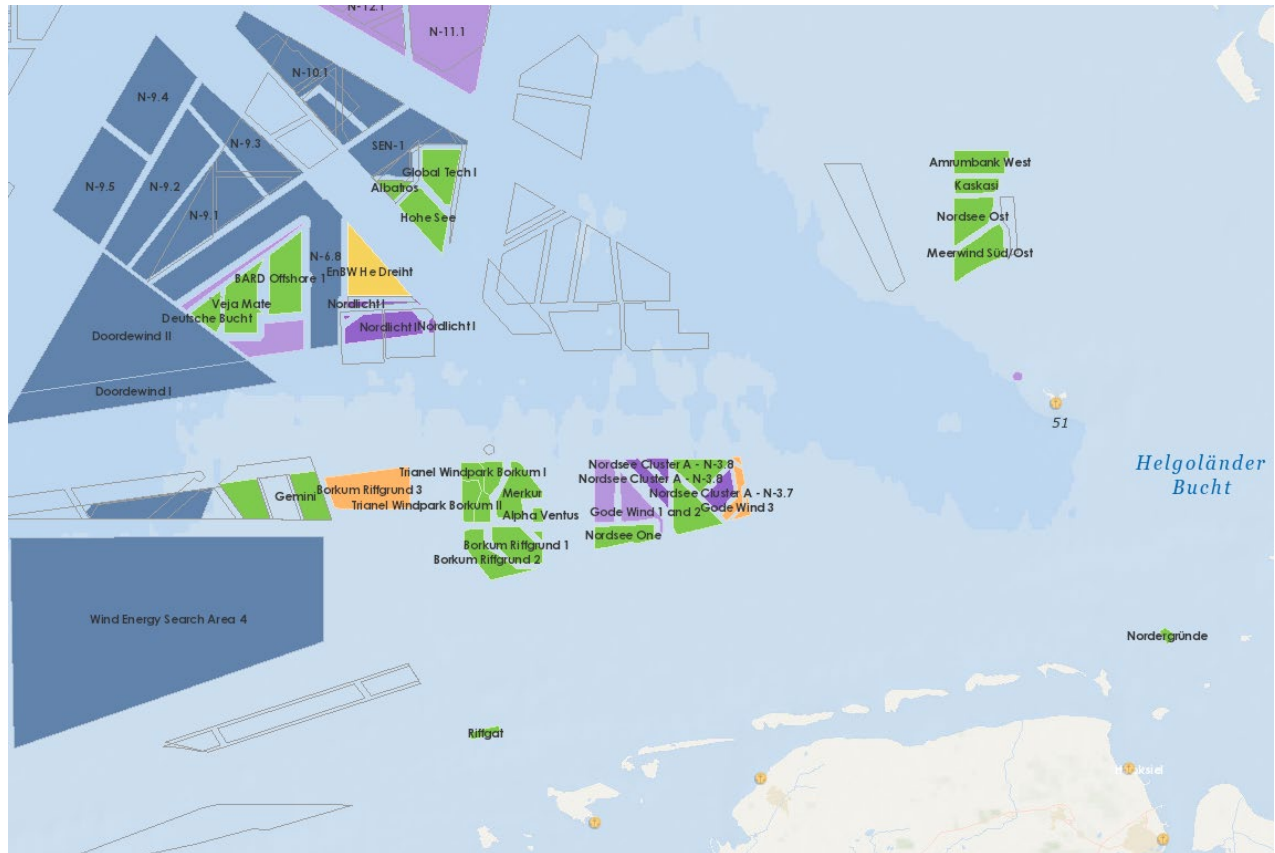 N-12.1
N-11.1
N-10.1
N-9.4
N-9.3
SEN-1
Amrumbank West
Global Tech I
N-9.5
N-9.2
Albatros
Kaskasi
N-9.1
Hohe See
Nordsee Ost
N-6.8
Meerwind Süd/Ost
EnBW He Dreiht
BARD Offshore 1
Veja Mate
Nordlicht I
Deutsche Bucht
Nordlicht II
Nordlicht I
Doordewind II
Doordewind I
51
Helgoländer
Bucht
Nordsee Cluster A - N-3.8
Trianel Windpark Borkum I
Nordsee Cluster A - N-3.8
Borkum Riffgrund 3
Merkur
Nordsee Cluster A - N-3.7
Gemini
Trianel Windpark Borkum II
Gode Wind 3
Gode Wind 1 and 2
Alpha Ventus
Nordsee One
Borkum Riffgrund 1
Borkum Riffgrund 2
Wind Energy Search Area 4
Nordergründe
Riffgat